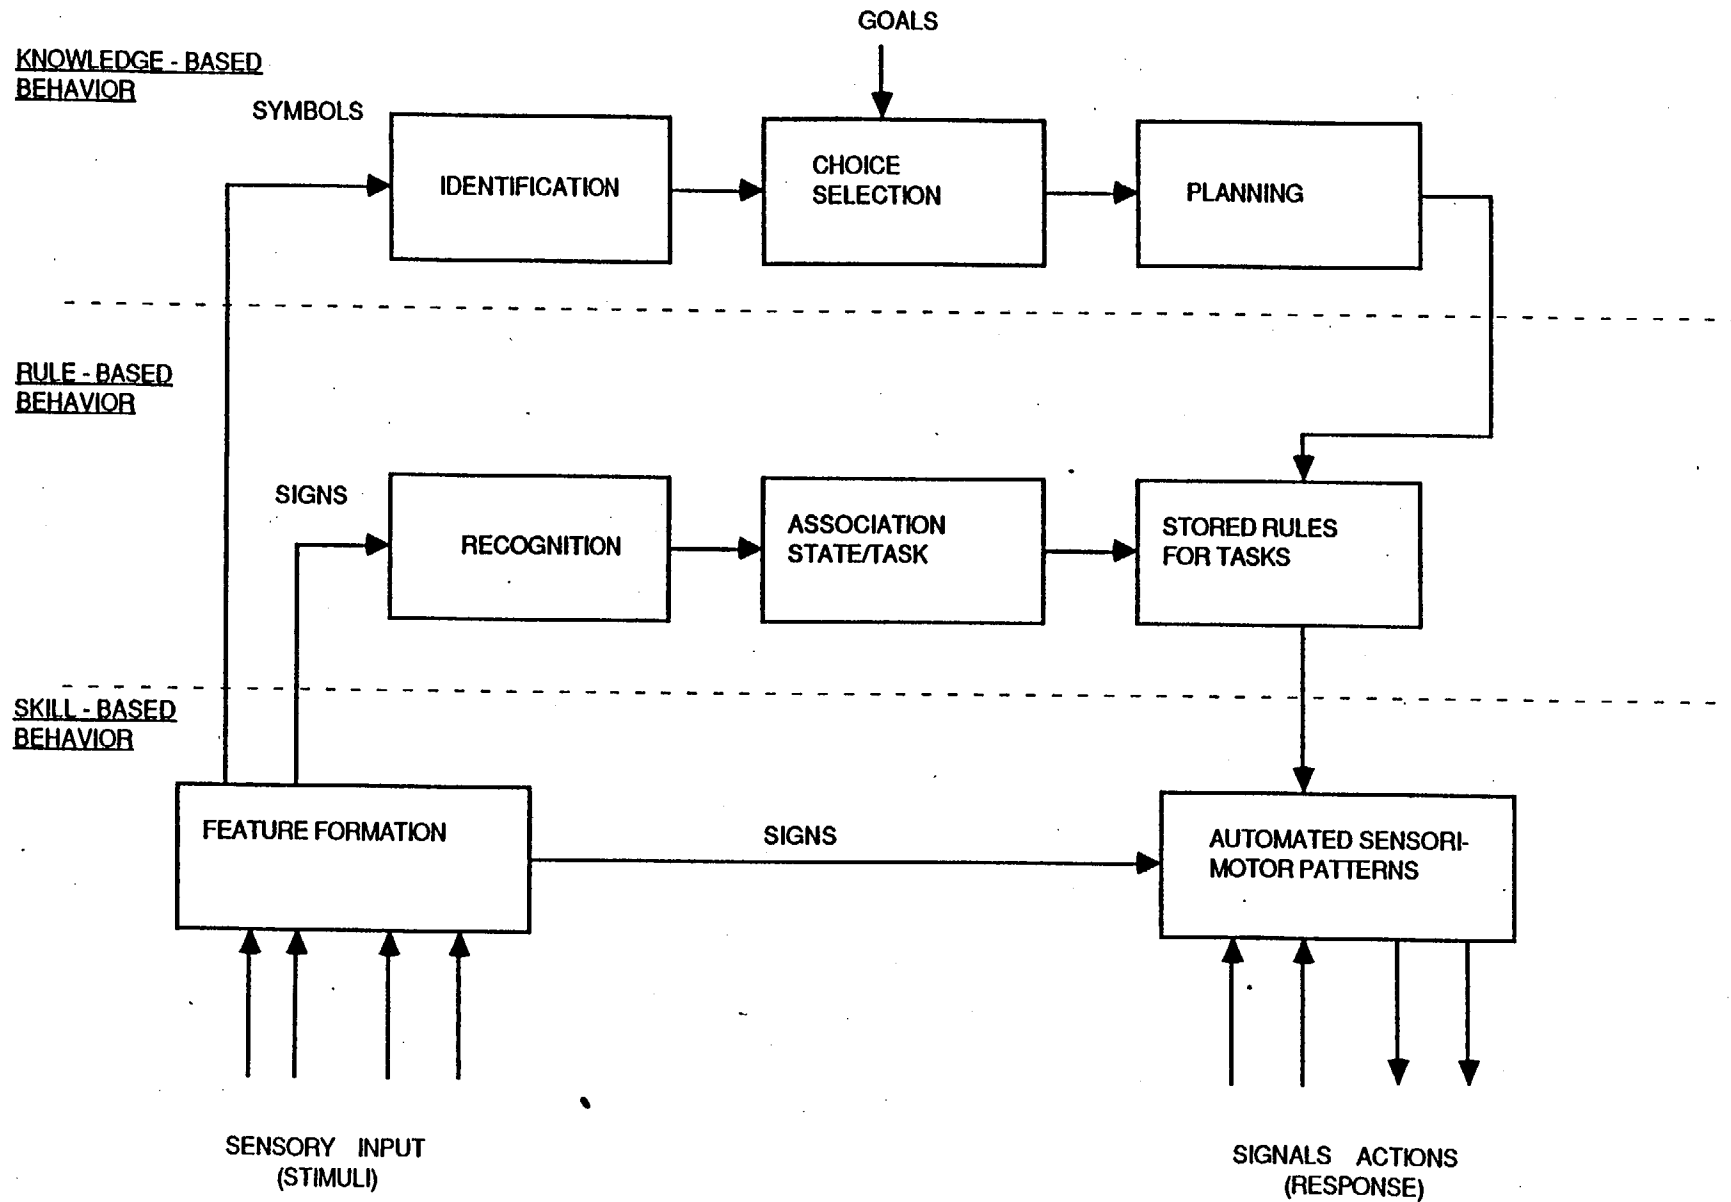 GOALS
KNOWLEDGE - BASED
BEHAVIOR
SYMBOLS
IDENTIFICATION
CHOICE
SELECTION
PLANNING
RULE - BASED
BEHAVIOR
SIGNS
RECOGNITION
ASSOCIATION
STATE/TASK
STORED RULES
FOR TASKS
SKILL - BASED
BEHAVIOR
FEATURE FORMATION
SIGNS
AUTOMATED SENSORI-
MOTOR PATTERNS
SENSORY INPUT
(STIMULI)
SIGNALS ACTIONS
(RESPONSE)